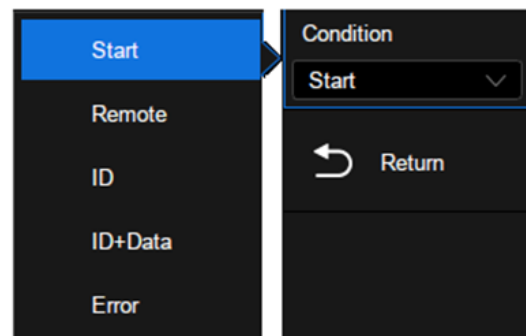 Start
Remote
ID
ID+Data
Error
Condition
Start
Return